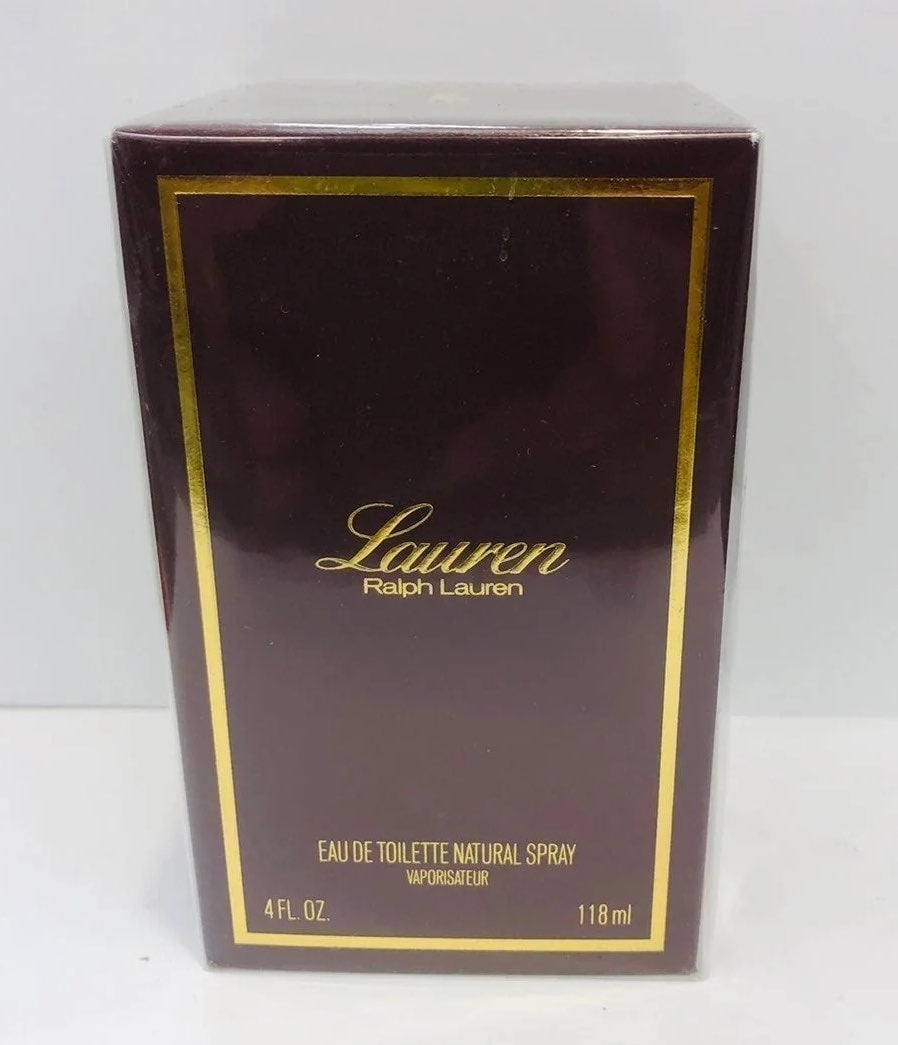 Lauren
Ralph Lauren
EAU DE TOILETTE NATURAL SPRAY
VAPORISATEUR
4 FL. OZ.
118 ml